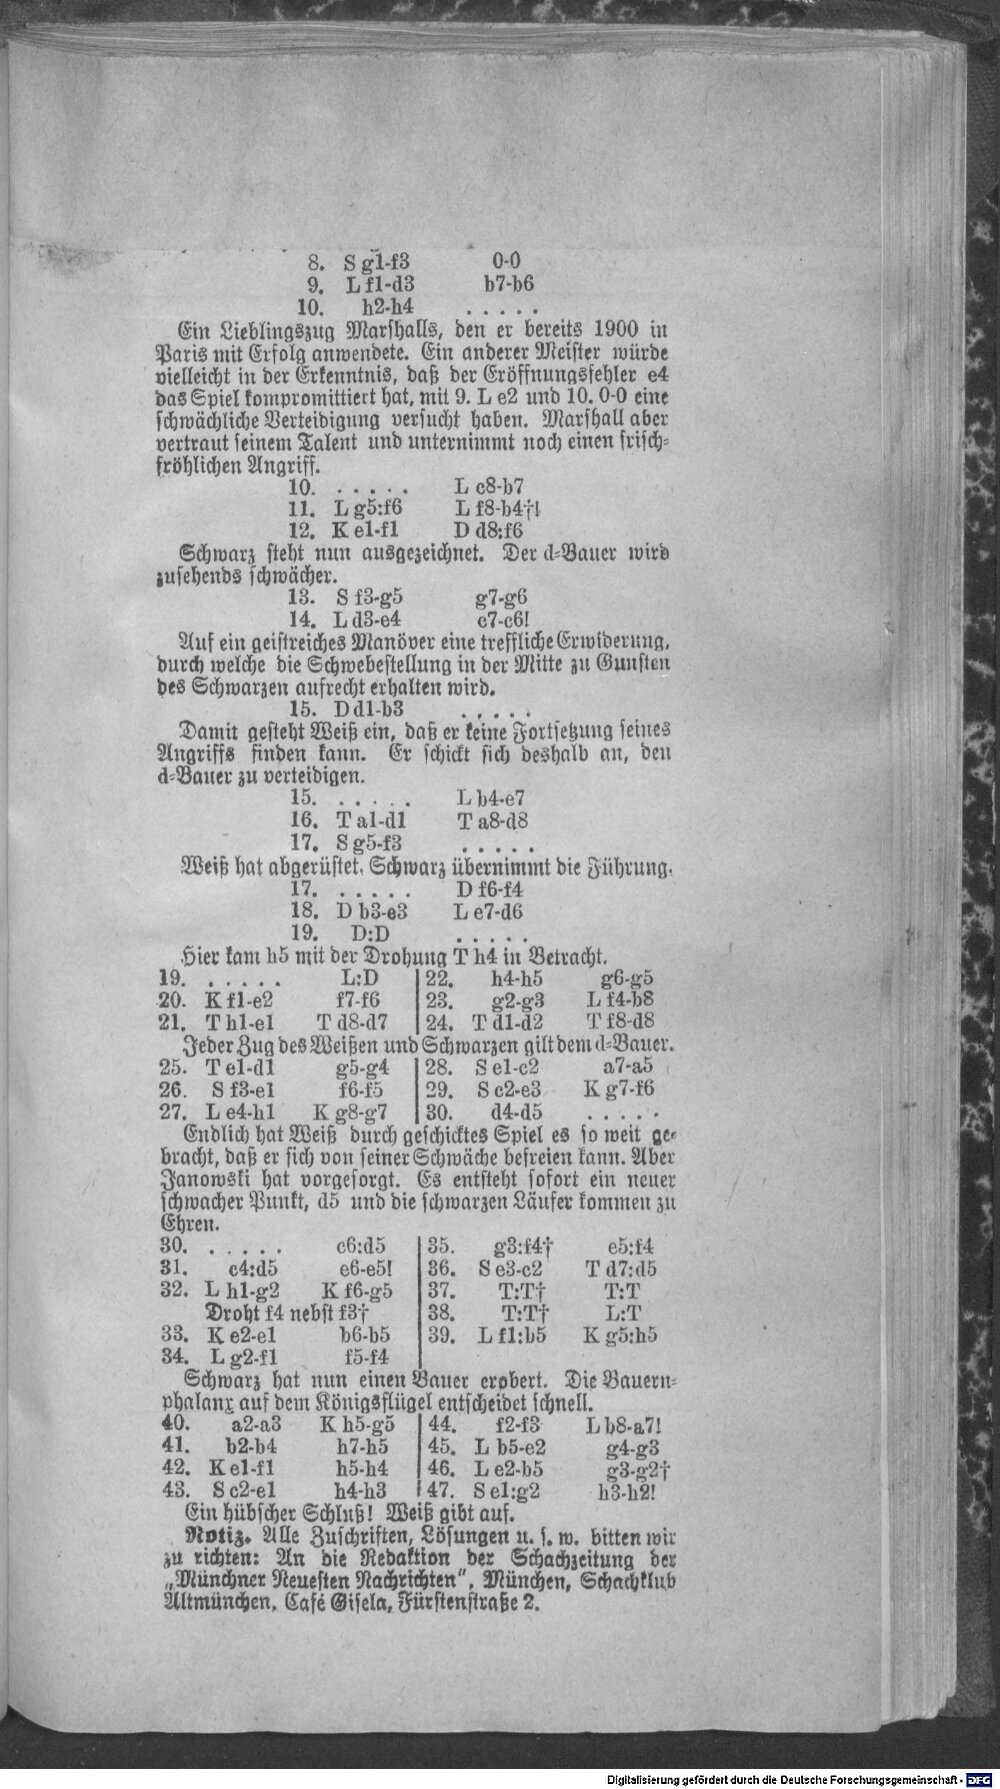 8. S g1-f3 0-0
9. L f1-d3 b7-b6
10. h2-h4 . . . . .
Ein Lieblingszug Marshalls, den er bereits 1900 in
Paris mit Erfolg anwendete. Ein anderer Meister würde
vielleicht in der Erkenntnis, daß der Eröffnungsfehler e4
das Spiel kompromittiert hat, mit 9. L e2 und 10. 0-0 eine
schwächliche Verteidigung versucht haben. Marshall aber
vertraut seinem Talent und unternimmt noch einen frisch-
fröhlichen Angriff.
10. . . . . . L c8-b7
11. L g5:f6 L f8-b4†!
12. K e1-f1 D d8:f6
Schwarz steht nun ausgezeichnet. Der d-Bauer wird
zusehends schwächer.
13. S f3-g5 g7-g6
14. L d3-e4 c7-c6!
Auf ein geistreiches Manöver eine treffliche Erwiderung,
durch welche die Schwebestellung in der Mitte zu Gunsten
des Schwarzen aufrecht erhalten wird.
15. D d1-b3 . . . . .
Damit gesteht Weiß ein, daß er keine Fortsetzung seines
Angriffs finden kann. Er schickt sich deshalb an, den
d-Bauer zu verteidigen.
15. . . . . . L b4-e7
16. T a1-d1 T a8-d8
17. S g5-f3 . . . . .
Weiß hat abgerüstet, Schwarz übernimmt die Führung.
17. . . . . . D f6-f4
18. D b3-e3 L e7-d6
19. D:D . . . . .
Hier kam h5 mit der Drohung T h4 in Betracht.
19. . . . . . L:D
20. K f1-e2 f7-f6
21. T h1-e1 T d8-d7
22. h4-h5 g6-g5
23. g2-g3 L f4-b8
24. T d1-d2 T f8-d8
Jeder Zug des Weißen und Schwarzen gilt dem d-Bauer.
25. T e1-d1 g5-g4
26. S f3-e1 f6-f5
27. L e4-h1 K g8-g7
28. S e1-c2 a7-a5
29. S c2-e3 K g7-f6
30. d4-d5 . . . . .
Endlich hat Weiß durch geschicktes Spiel es so weit ge-
bracht, daß er sich von seiner Schwäche befreien kann. Aber
Janowski hat vorgesorgt. Es entsteht sofort ein neuer
schwacher Punkt, d5 und die schwarzen Läufer kommen zu
Ehren.
30. . . . . . c6:d5
31. c4:d5 e6-e5!
32. L h1-g2 K f6-g5
Droht f4 nebst f3†
33. K e2-e1 b6-b5
34. L g2-f1 f5-f4
35. g3:f4† e5:f4
36. S e3-c2 T d7:d5
37. T:T† T:T
38. T:T† L:T
39. L f1:b5 K g5:h5
Schwarz hat nun einen Bauer erobert. Die Bauern-
phalanx auf dem Königsflügel entscheidet schnell.
40. a2-a3 K h5-g5
41. b2-b4 h7-h5
42. K e1-f1 h5-h4
43. S c2-e1 h4-h3
44. f2-f3 L b8-a7!
45. L b5-e2 g4-g3
46. L e2-b5 g3-g2†
47. S e1:g2 h3-h2!
Ein hübscher Schluß! Weiß gibt auf.
Notiz. Alle Zuschriften, Lösungen u. s. w. bitten wir
zu richten: An die Redaktion der Schachzeitung der
„Münchner Neuesten Nachrichten“, München, Schachklub
Altmünchen, Café Gisela, Fürstenstraße 2.
Digitalisierung gefördert durch die Deutsche Forschungsgemeinschaft - DFG